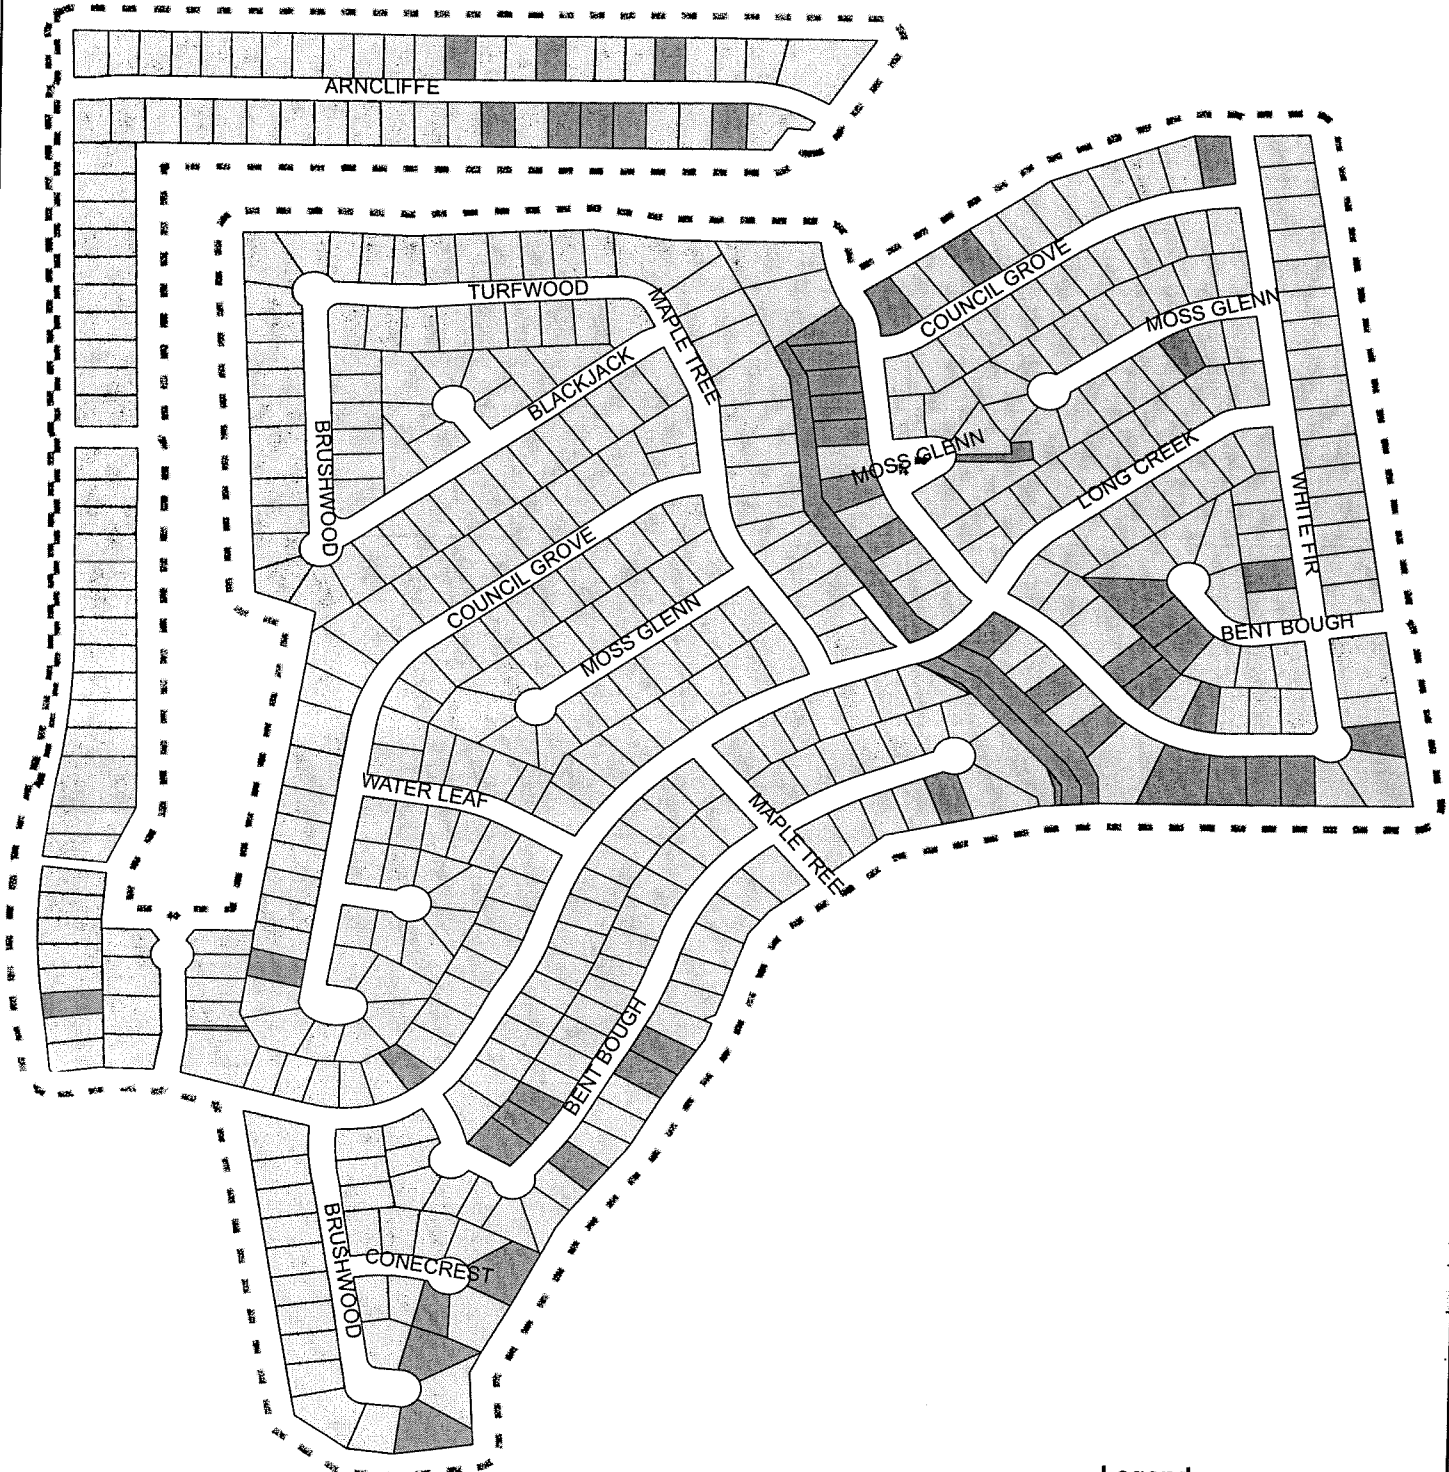 ARNCLIFFE
TURFWOOD
MAPLE TREE
COUNCIL GROVE
MOSS GLENN
BLACKJACK
BRUSHWOOD
MOSS GLENN
LONG CREEK
WHITE FIR
COUNCIL GROVE
MOSS GLENN
BENT BOUGH
WATER LEAF
MAPLE TREE
BENT BOUGH
BRUSHWOOD
CONECREST
Legend